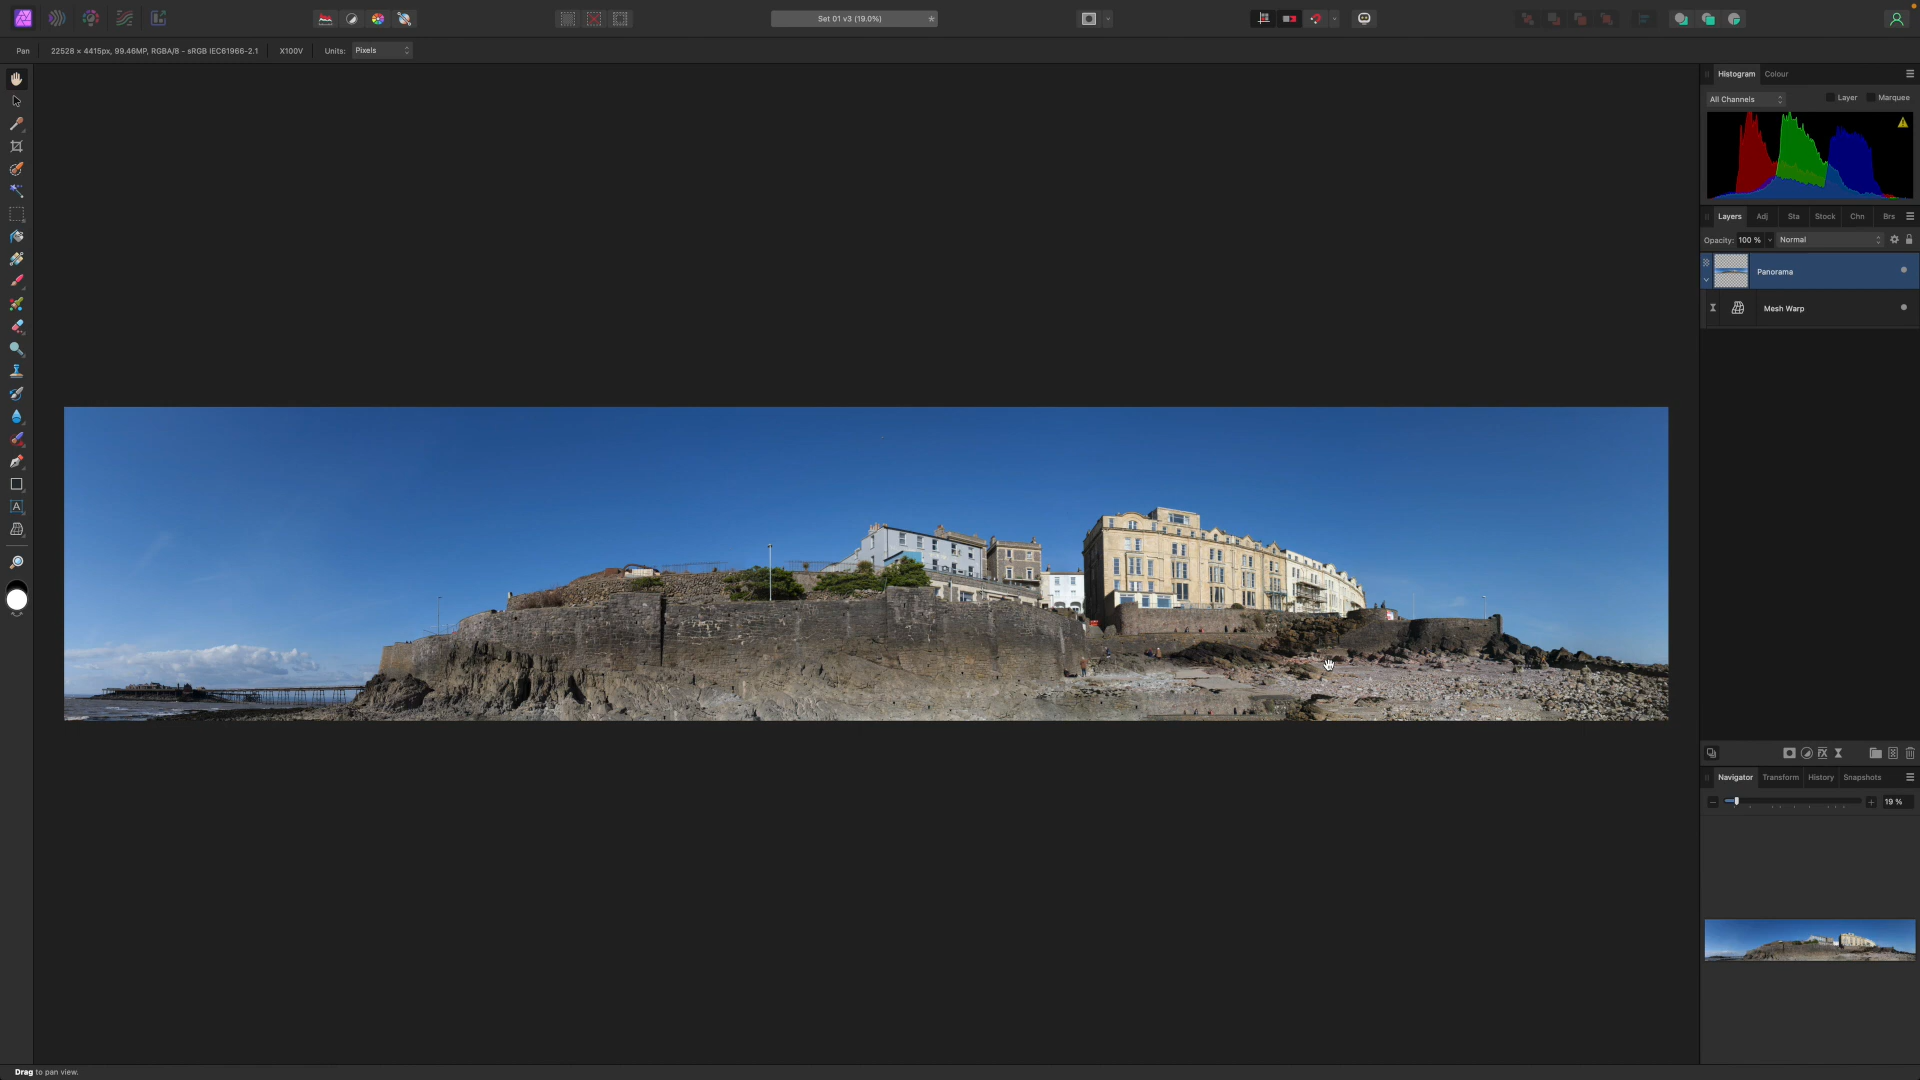 Set 01 v3 (19.0%)
Pan
22528 × 4415px, 99.46MP, RGBA/8 - sRGB IEC61966-2.1
X100V
Units:
Pixels
Histogram
Colour
All Channels
Layer
Marquee
Layers
Adj
Sta
Stock
Chn
Brs
Opacity:
100 %
Normal
Panorama
Mesh Warp
Navigator
Transform
History
Snapshots
19 %
Drag to pan view.